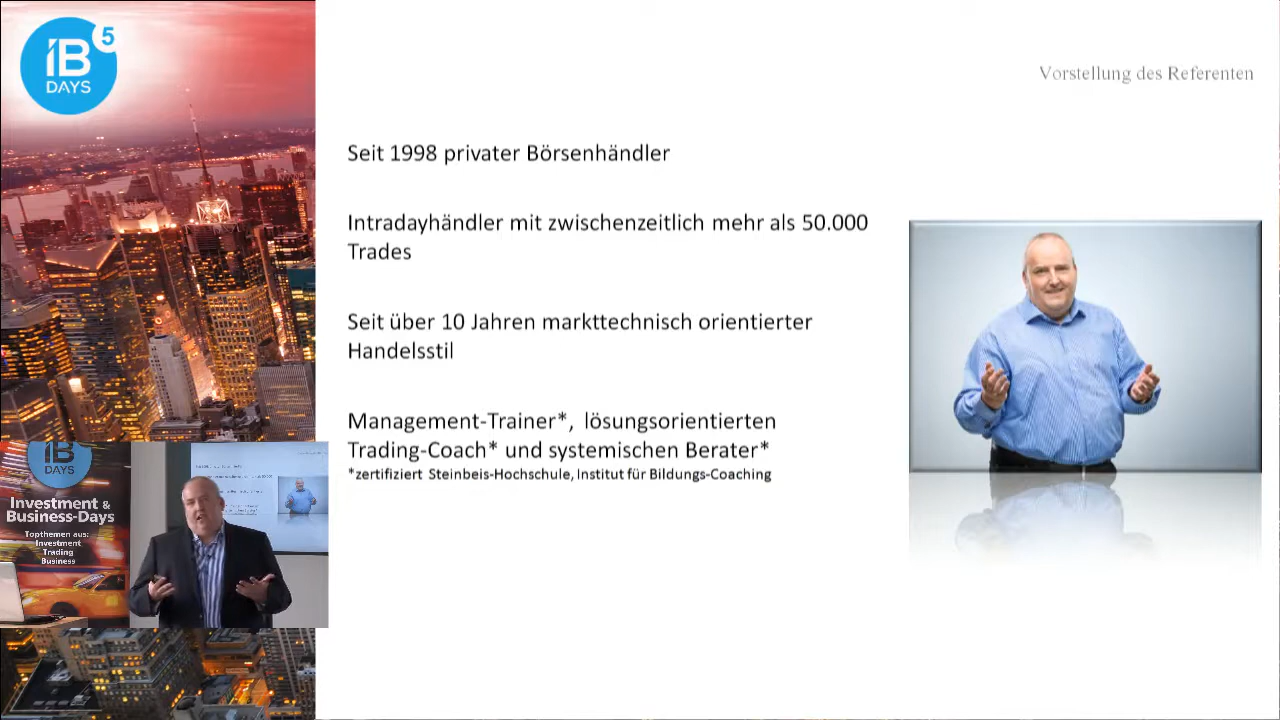 IB 5
DAYS
Vorstellung des Referenten
Seit 1998 privater Börsenhändler
Intradayhändler mit zwischenzeitlich mehr als 50.000
Trades
Seit über 10 Jahren markttechnisch orientierter
Handelsstil
Management-Trainer*, lösungsorientierten
Trading-Coach* und systemischen Berater*
*zertifiziert Steinbeis-Hochschule, Institut für Bildungs-Coaching
IB
DAYS
Investment &
Business-Days
Topthemen aus:
Investment
Trading
Business